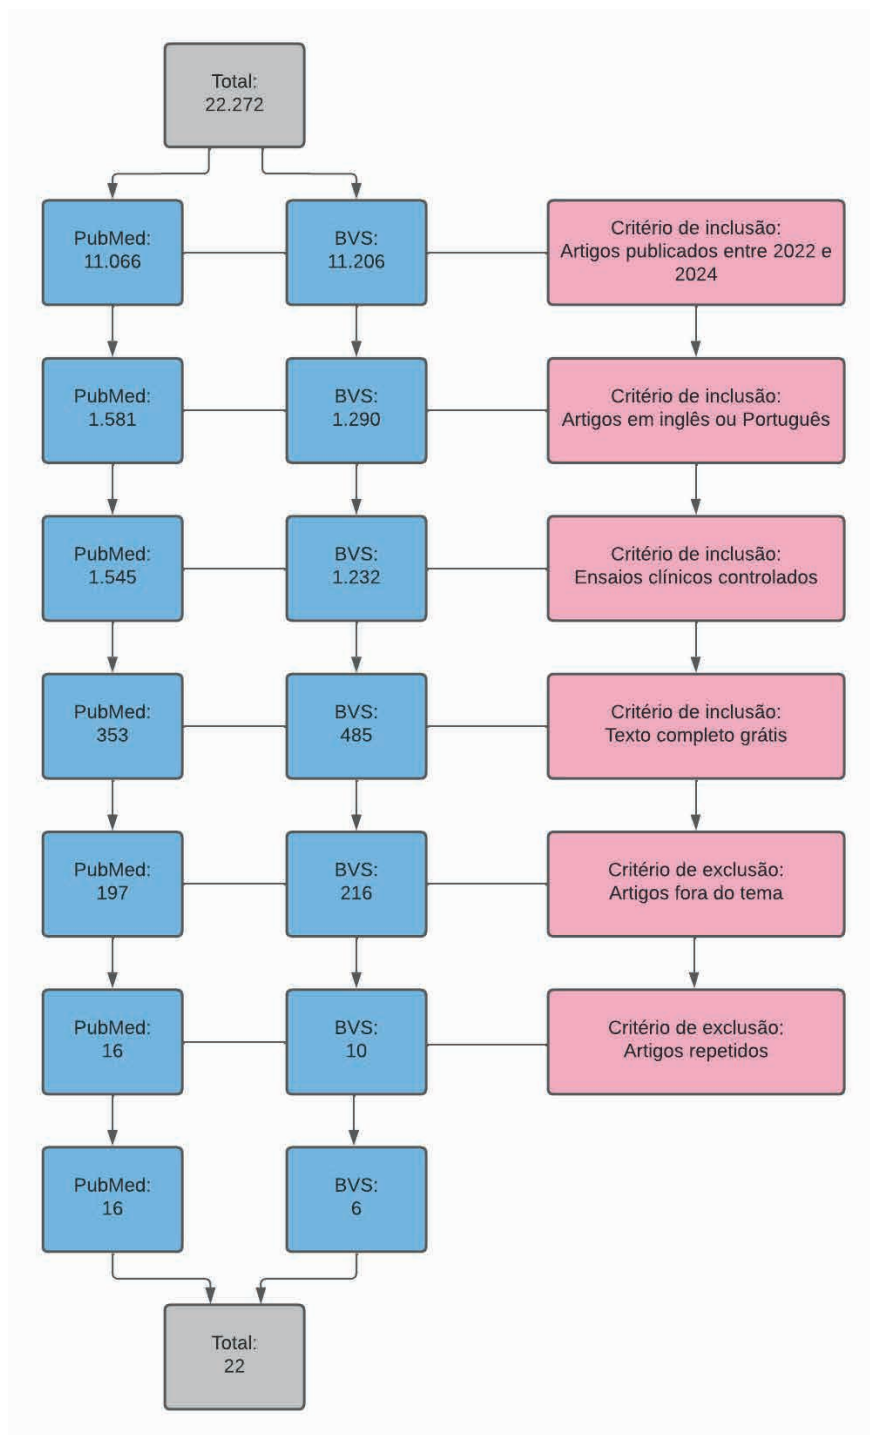 Total:
22.272
PubMed:
11.066
BVS:
11.206
Critério de inclusão:
Artigos publicados entre 2022 e
2024
PubMed:
1.581
BVS:
1.290
Critério de inclusão:
Artigos em inglês ou Português
PubMed:
1.545
BVS:
1.232
Critério de inclusão:
Ensaios clínicos controlados
PubMed:
353
BVS:
485
Critério de inclusão:
Texto completo grátis
PubMed:
197
BVS:
216
Critério de exclusão:
Artigos fora do tema
PubMed:
16
BVS:
10
Critério de exclusão:
Artigos repetidos
PubMed:
16
BVS:
6
Total:
22